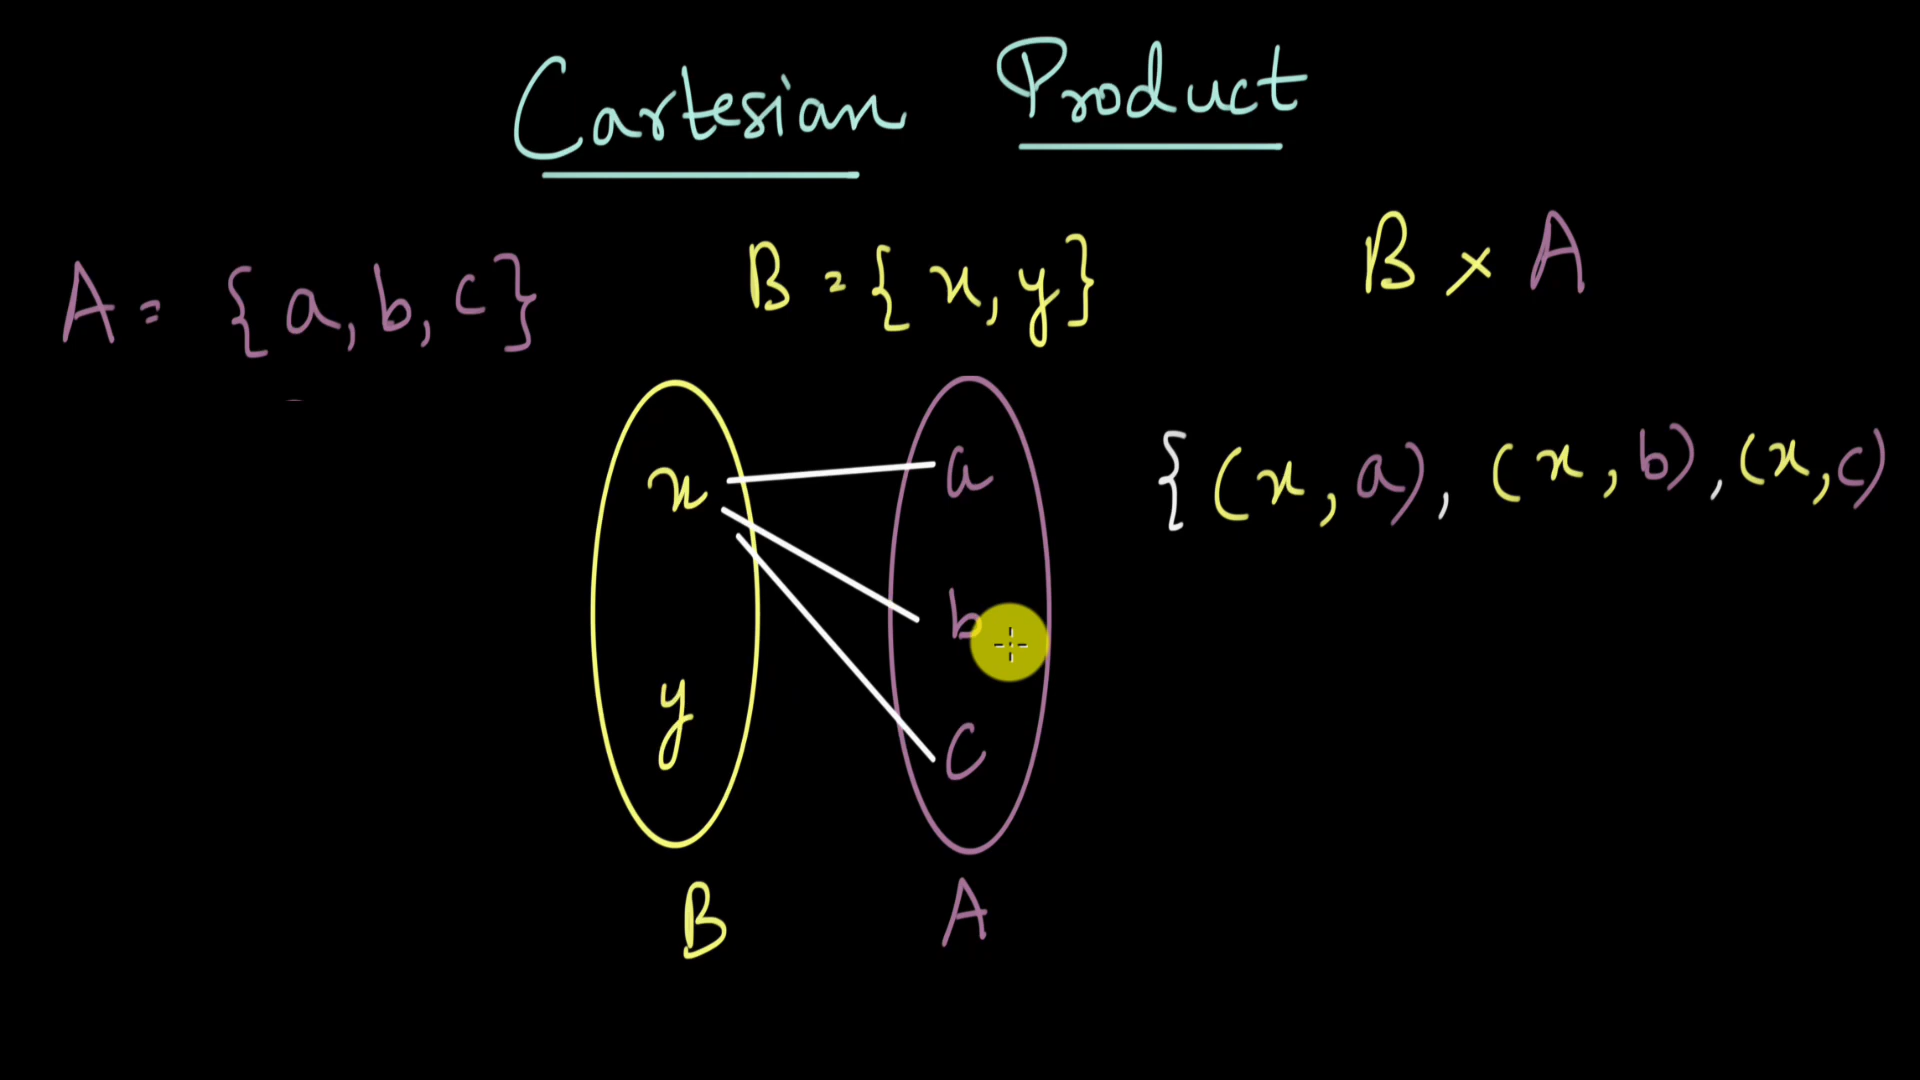 Cartesian Product
A = {a, b, c} B = {x, y} B × A
{(x, a), (x, b), (x, c)
x a
b
y c
B A